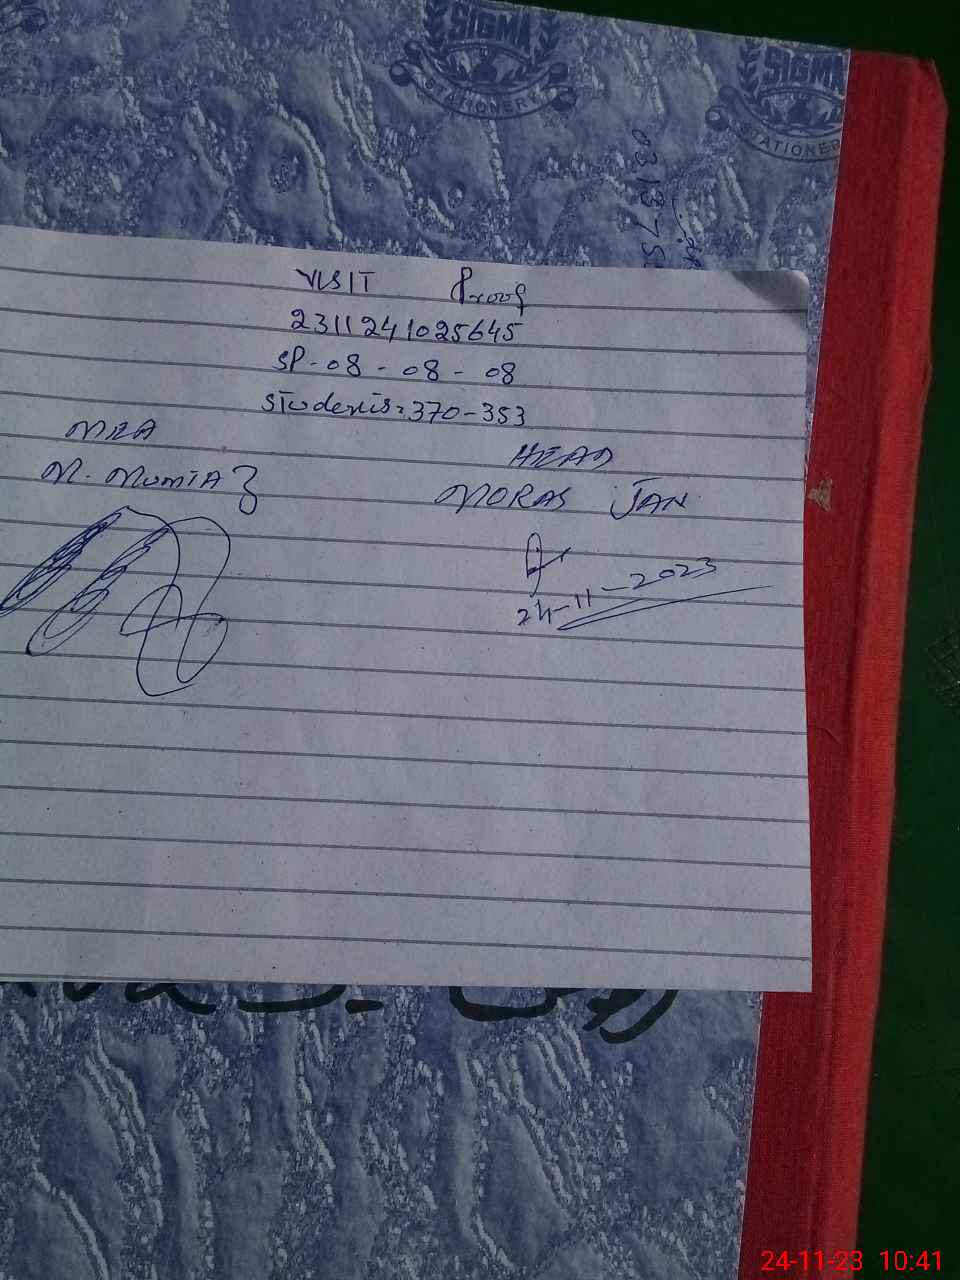 SIGMA
STATIONERY
SIGMA
STATIONERY
VISIT Proof
2311241025645
SP-08-08-08
Students=370-353
MEA
HEAD
M. MUMTAZ
MORAS JAN
24-11-2023
24-11-23 10:41